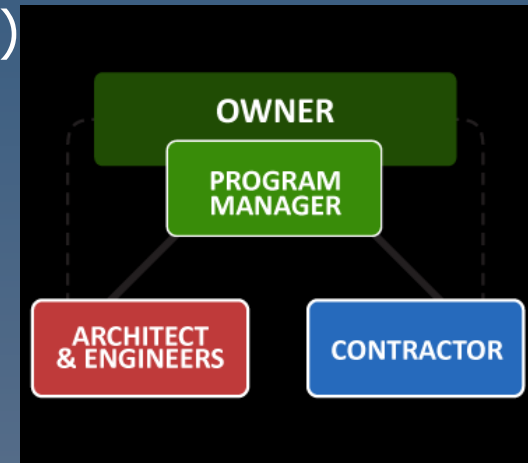 )
OWNER
PROGRAM
MANAGER
ARCHITECT
& ENGINEERS
CONTRACTOR